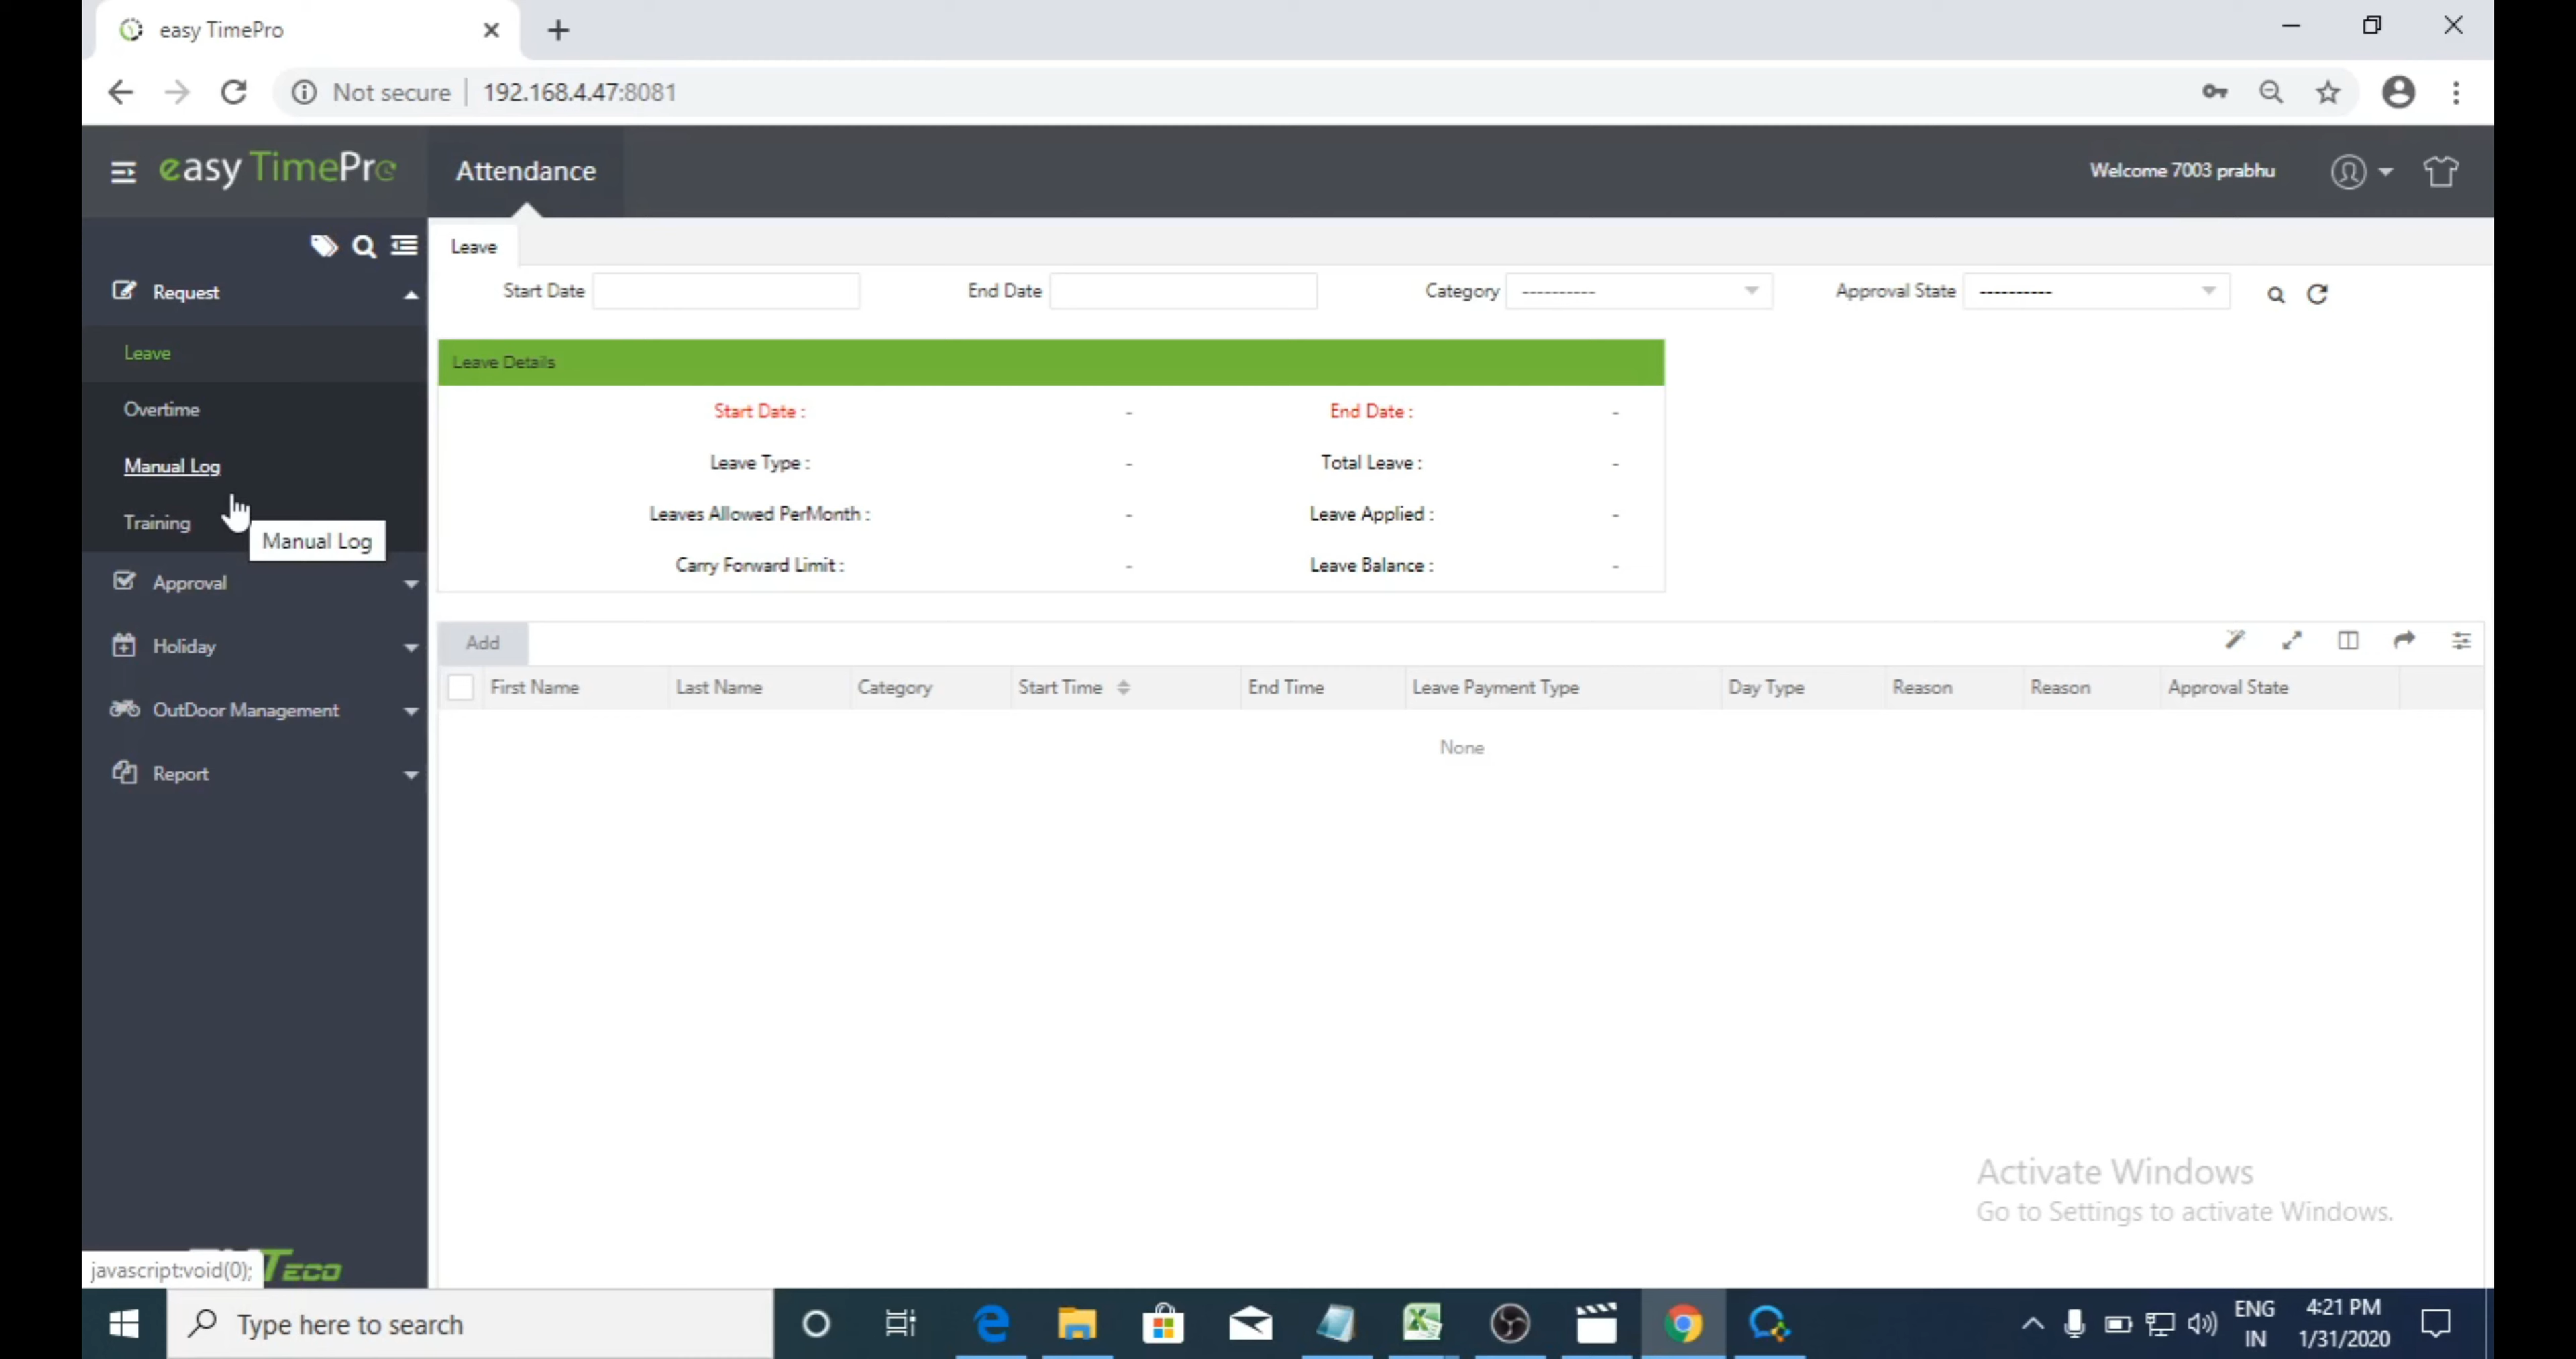 easy TimePro
Not secure | 192.168.4.47:8081
easy TimePro
Attendance
Welcome 7003 prabhu
Request
Leave
Overtime
Manual Log
Training
Manual Log
Approval
Holiday
OutDoor Management
Report
Leave
Start Date
End Date
Category ----------
Approval State ----------
Leave Details
Start Date : - End Date : -
Leave Type : - Total Leave : -
Leaves Allowed PerMonth : - Leave Applied : -
Carry Forward Limit : - Leave Balance : -
Add
First Name Last Name Category Start Time End Time Leave Payment Type Day Type Reason Reason Approval State
None
Activate Windows
Go to Settings to activate Windows.
javascript:void(0);
Teco
Type here to search
ENG
IN
4:21 PM
1/31/2020